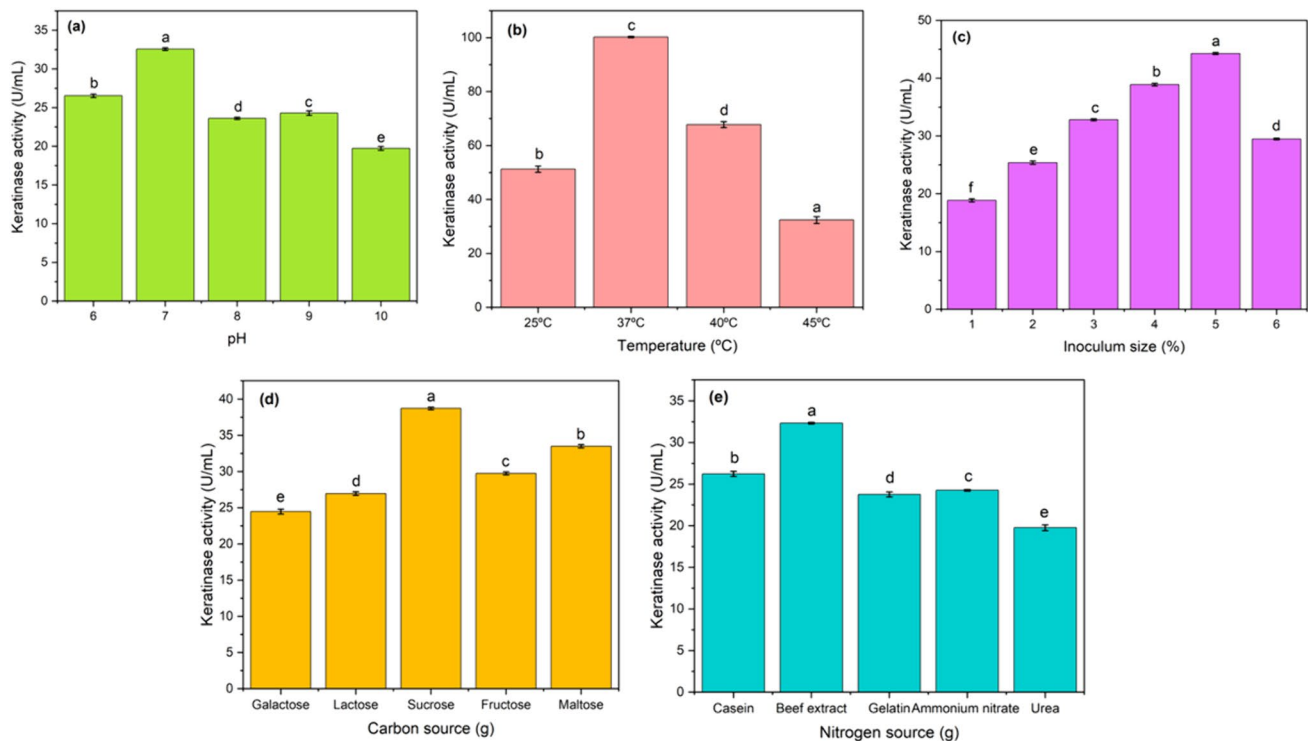 (a)
Keratinase activity (U/mL)
35
30
25
20
15
10
5
0
b
a
d
c
e
6 7 8 9 10
pH
(b)
Keratinase activity (U/mL)
100
80
60
40
20
0
b
c
d
a
25ºC 37ºC 40ºC 45ºC
Temperature (ºC)
(c)
Keratinase activity (U/mL)
50
40
30
20
10
0
f
e
c
b
a
d
1 2 3 4 5 6
Inoculum size (%)
(d)
Keratinase activity (U/mL)
40
35
30
25
20
15
10
5
0
e
d
a
c
b
Galactose Lactose Sucrose Fructose Maltose
Carbon source (g)
(e)
Keratinase activity (U/mL)
35
30
25
20
15
10
5
0
b
a
d
c
e
Casein Beef extract Gelatin Ammonium nitrate Urea
Nitrogen source (g)